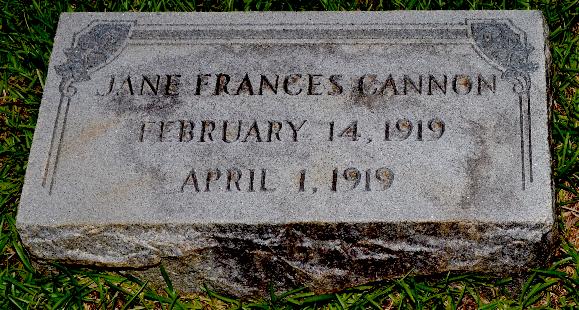 JANE FRANCES CANNON
FEBRUARY 14, 1919
APRIL 1, 1919